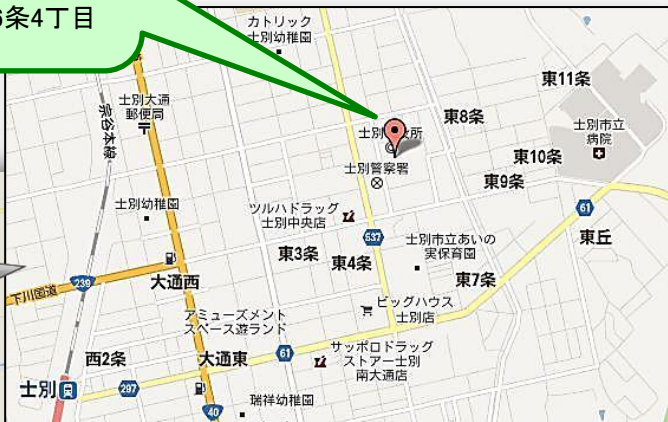 条4丁目
カトリック
士別幼稚園
東11条
士別大通
郵便局
宗谷本線
東8条
士別市立
病院
士別警察署
東10条
東9条
士別幼稚園
ツルハドラッグ
士別中央店
61
537
東丘
東3条
東4条
士別市立あいの
実保育園
東7条
239
下川国道
大通西
アミューズメント
スペース遊ランド
ビッグハウス
士別店
西2条
大通東
61
サッポロドラッグ
ストアー士別
南大通店
士別
297
40
瑞祥幼稚園